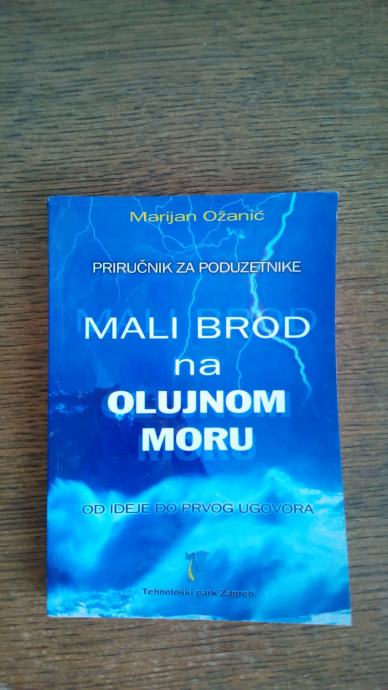 Marijan Ožanić
PRIRUČNIK ZA PODUZETNIKE
MALI BROD
na
OLUJNOM
MORU
OD IDEJE DO PRVOG UGOVORA
Tehnološki park Zagreb